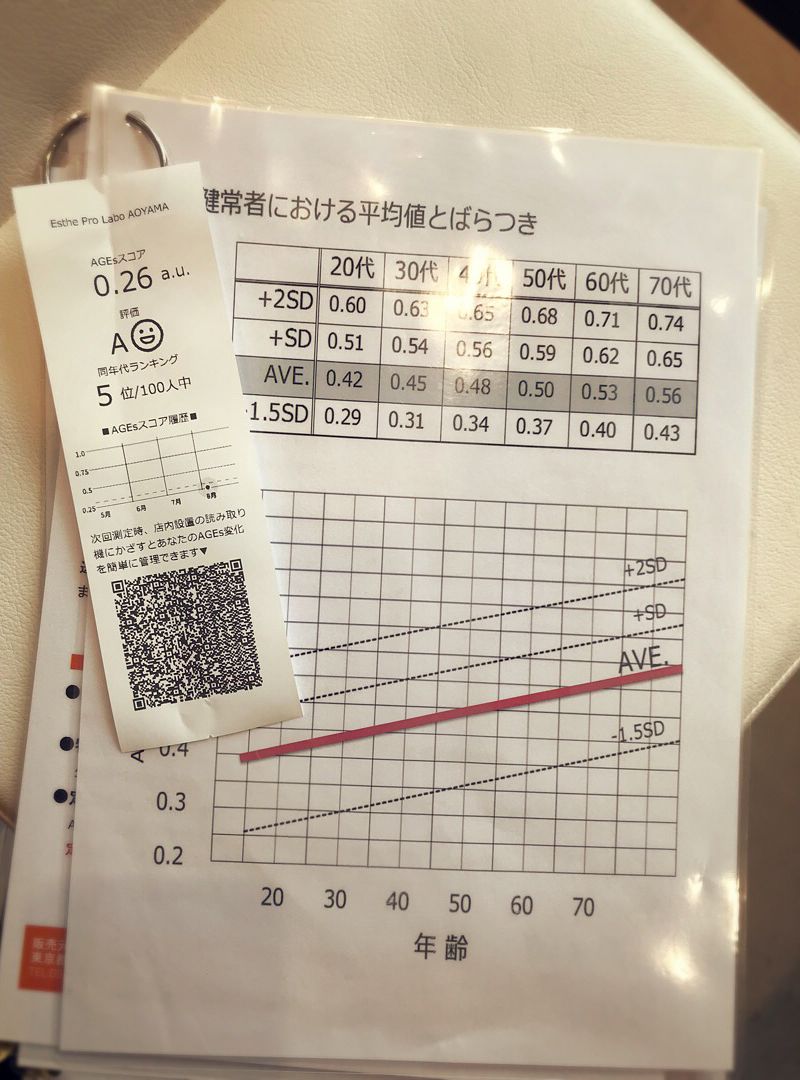 Esthe Pro Labo AOYAMA
AGEsスコア
0.26 a.u.
評価
A
同年代ランキング
5 位/100人中
■AGEsスコア履歴■
1.0
0.75
0.5
0.25
5月 6月 7月 8月
次回測定時、店内設置の読み取り
機にかざすとあなたのAGEs変化
を簡単に管理できます▼
健常者における平均値とばらつき
20代 30代 40代 50代 60代 70代
+2SD 0.60 0.63 0.65 0.68 0.71 0.74
+SD 0.51 0.54 0.56 0.59 0.62 0.65
AVE. 0.42 0.45 0.48 0.50 0.53 0.56
-1.5SD 0.29 0.31 0.34 0.37 0.40 0.43
+2SD
+SD
AVE.
-1.5SD
0.4
0.3
0.2
20 30 40 50 60 70
年齢
販売元
東京都